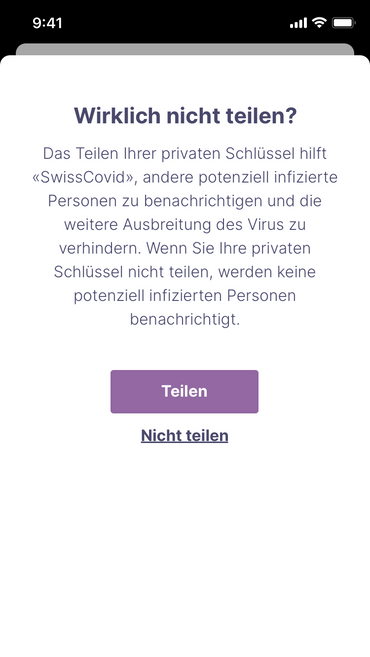 9:41
Wirklich nicht teilen?
Das Teilen Ihrer privaten Schlüssel hilft
«SwissCovid», andere potenziell infizierte
Personen zu benachrichtigen und die
weitere Ausbreitung des Virus zu
verhindern. Wenn Sie Ihre privaten
Schlüssel nicht teilen, werden keine
potenziell infizierten Personen
benachrichtigt.
Teilen
Nicht teilen